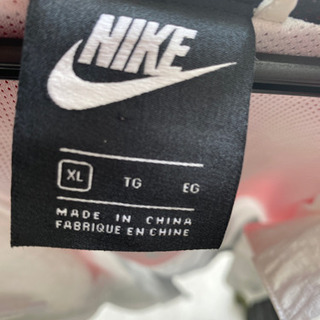 NIKE
XL TG EG
MADE IN CHINA
FABRIQUE EN CHINE